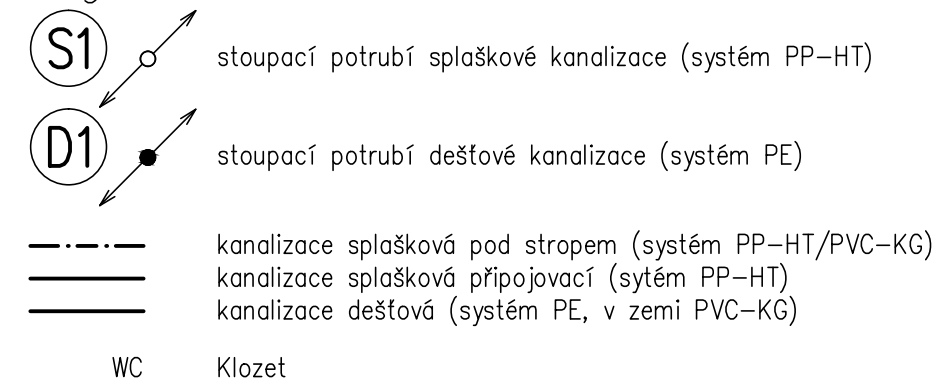 S1 stoupací potrubí splaškové kanalizace (systém PP-HT)
D1 stoupací potrubí dešťové kanalizace (systém PE)
kanalizace splašková pod stropem (systém PP-HT/PVC-KG)
kanalizace splašková připojovací (sytém PP-HT)
kanalizace dešťová (systém PE, v zemi PVC-KG)
WC Klozet